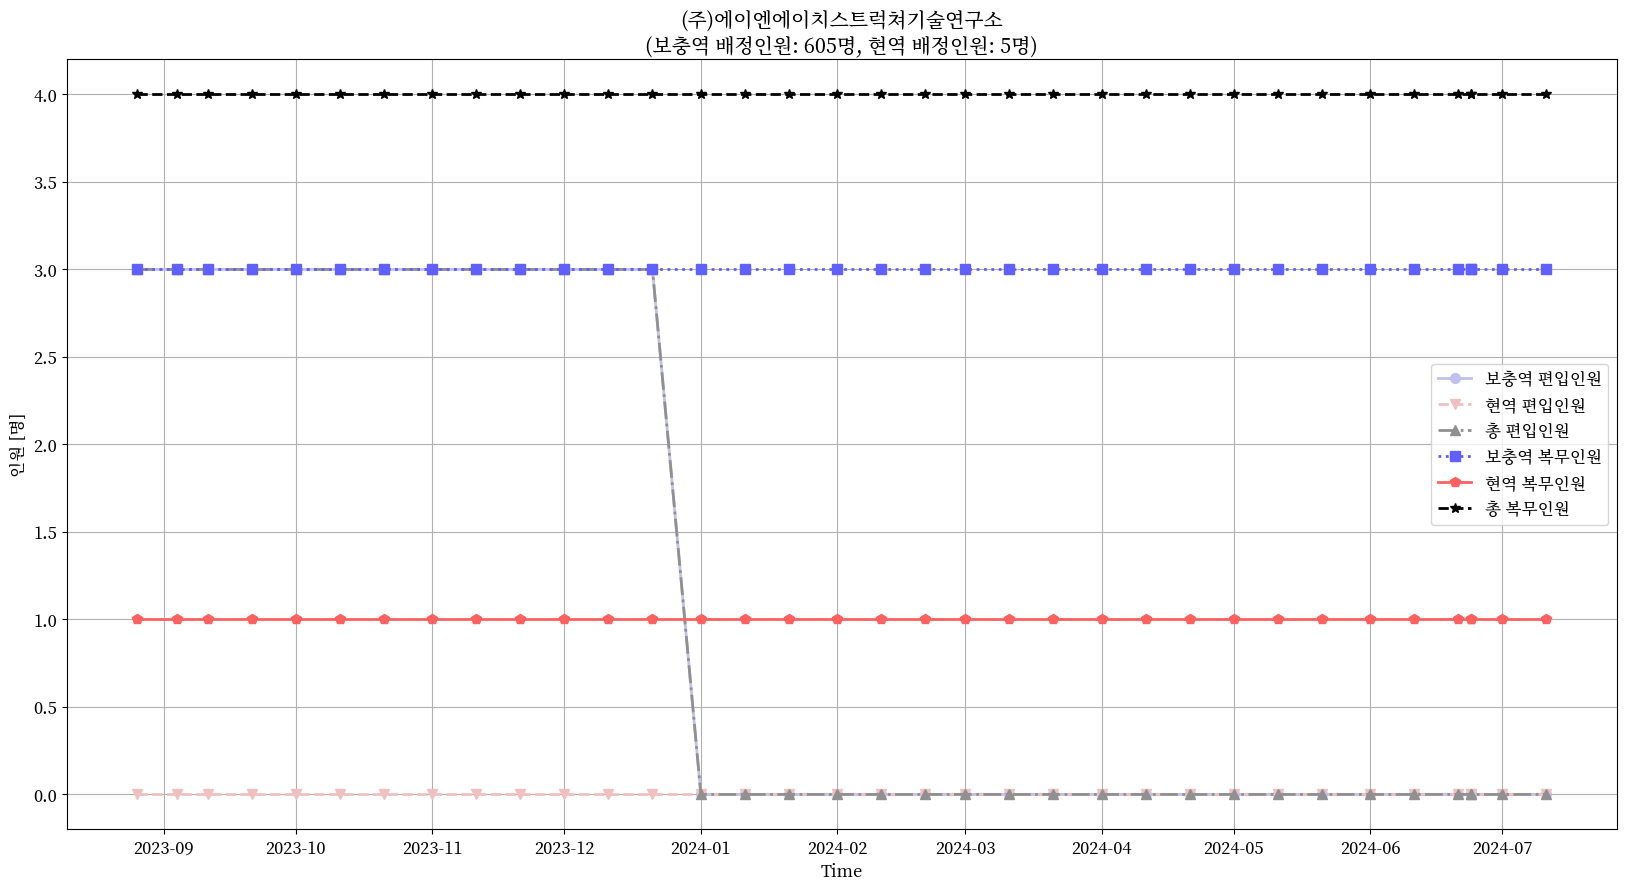 (주)에이엔에이치스트럭쳐기술연구소
(보충역 배정인원: 605명, 현역 배정인원: 5명)
4.0
3.5
3.0
2.5
2.0
1.5
1.0
0.5
0.0
인원 [명]
보충역 편입인원
현역 편입인원
총 편입인원
보충역 복무인원
현역 복무인원
총 복무인원
2023-09 2023-10 2023-11 2023-12 2024-01 2024-02 2024-03 2024-04 2024-05 2024-06 2024-07
Time